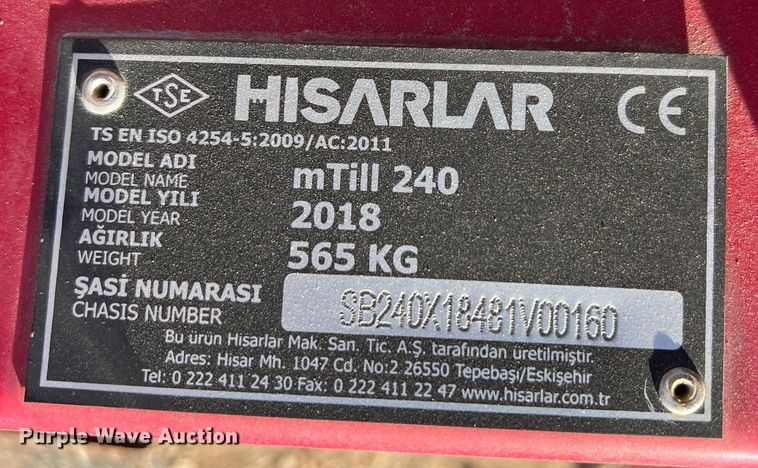 TSE HISARLAR CE
TS EN ISO 4254-5:2009/AC:2011
MODEL ADI
MODEL NAME mTill 240
MODEL YILI
MODEL YEAR 2018
AĞIRLIK
WEIGHT 565 KG
ŞASİ NUMARASI
CHASIS NUMBER SB240X18481V00160
Bu ürün Hisarlar Mak. San. Tic. A.Ş. tarafından üretilmiştir.
Adres: Hisar Mh. 1047 Cd. No:2 26550 Tepebaşı/Eskişehir
Tel: 0 222 411 24 30 Fax: 0 222 411 22 47 www.hisarlar.com.tr
Purple Wave Auction